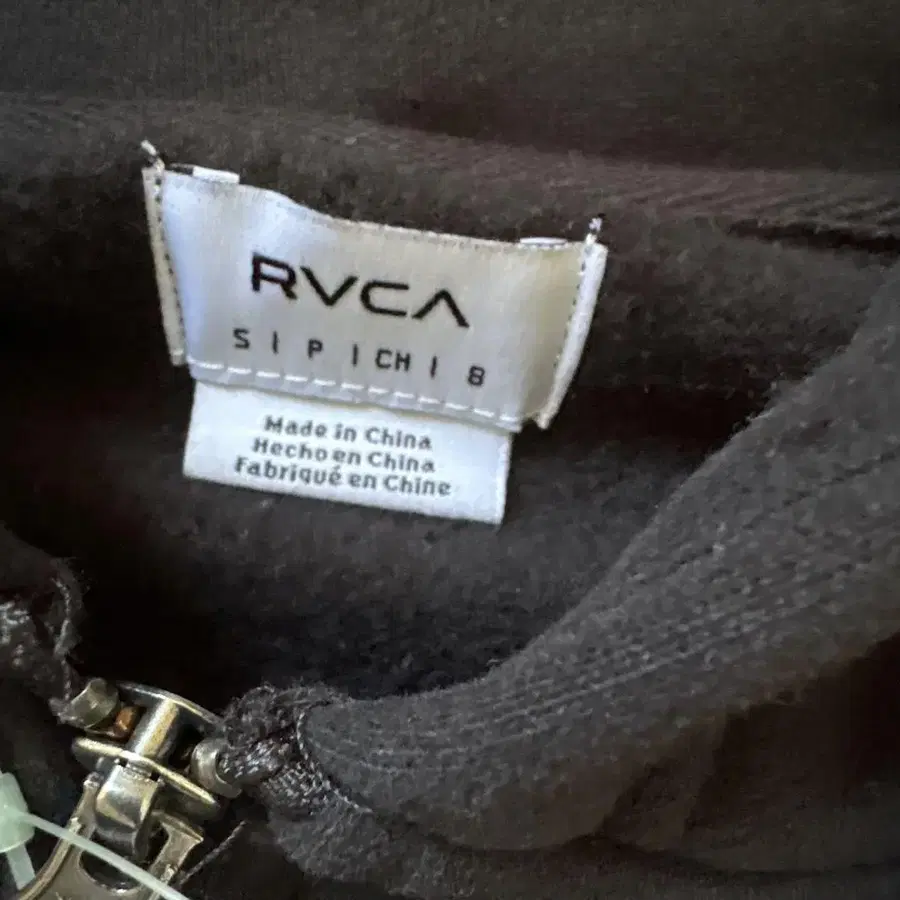 RVCA
S | P | CH | 8
Made in China
Hecho en China
Fabriqué en Chine